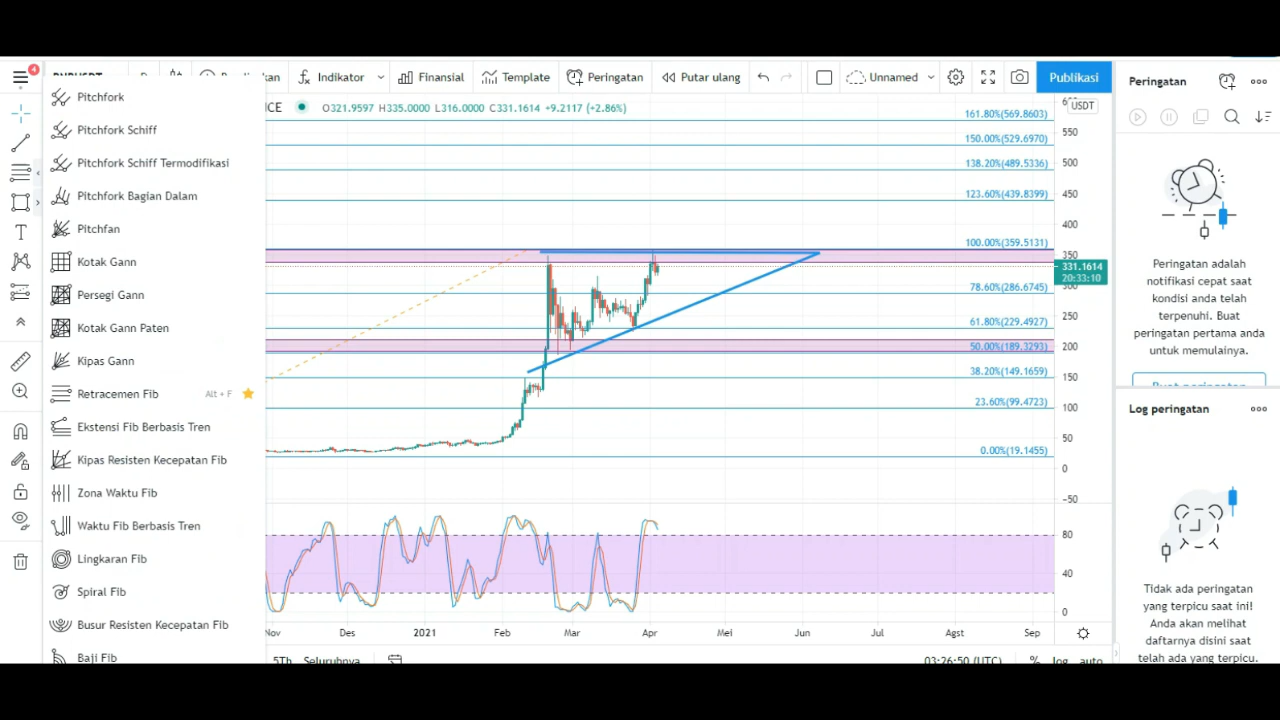 4
BNBUSDT
Indikator
Finansial
Template
Peringatan
Putar ulang
Unnamed
Publikasi
Peringatan
Pitchfork
Pitchfork Schiff
Pitchfork Schiff Termodifikasi
Pitchfork Bagian Dalam
Pitchfan
Kotak Gann
Persegi Gann
Kotak Gann Paten
Kipas Gann
Retracemen Fib Alt + F
Ekstensi Fib Berbasis Tren
Kipas Resisten Kecepatan Fib
Zona Waktu Fib
Waktu Fib Berbasis Tren
Lingkaran Fib
Spiral Fib
Busur Resisten Kecepatan Fib
Baji Fib
O321.9597 H335.0000 L316.0000 C331.1614 +9.2117 (+2.86%)
USDT
161.80%(569.8603)
150.00%(529.6970)
138.20%(489.5336)
123.60%(439.8399)
100.00%(359.5131)
78.60%(286.6745)
61.80%(229.4927)
50.00%(189.3293)
38.20%(149.1659)
23.60%(99.4723)
0.00%(19.1455)
550
500
450
400
350
331.1614
20:33:10
300
250
200
150
100
50
0
−50
80
40
0
Nov Des 2021 Feb Mar Apr Mei Jun Jul Agst Sep
5Th Seluruhnya
03:26:50 (UTC)
% log auto
Peringatan adalah
notifikasi cepat saat
kondisi anda telah
terpenuhi. Buat
peringatan pertama anda
untuk memulainya.
Buat peringatan
Log peringatan
Tidak ada peringatan
yang terpicu saat ini!
Anda akan melihat
daftarnya disini saat
telah ada yang terpicu.